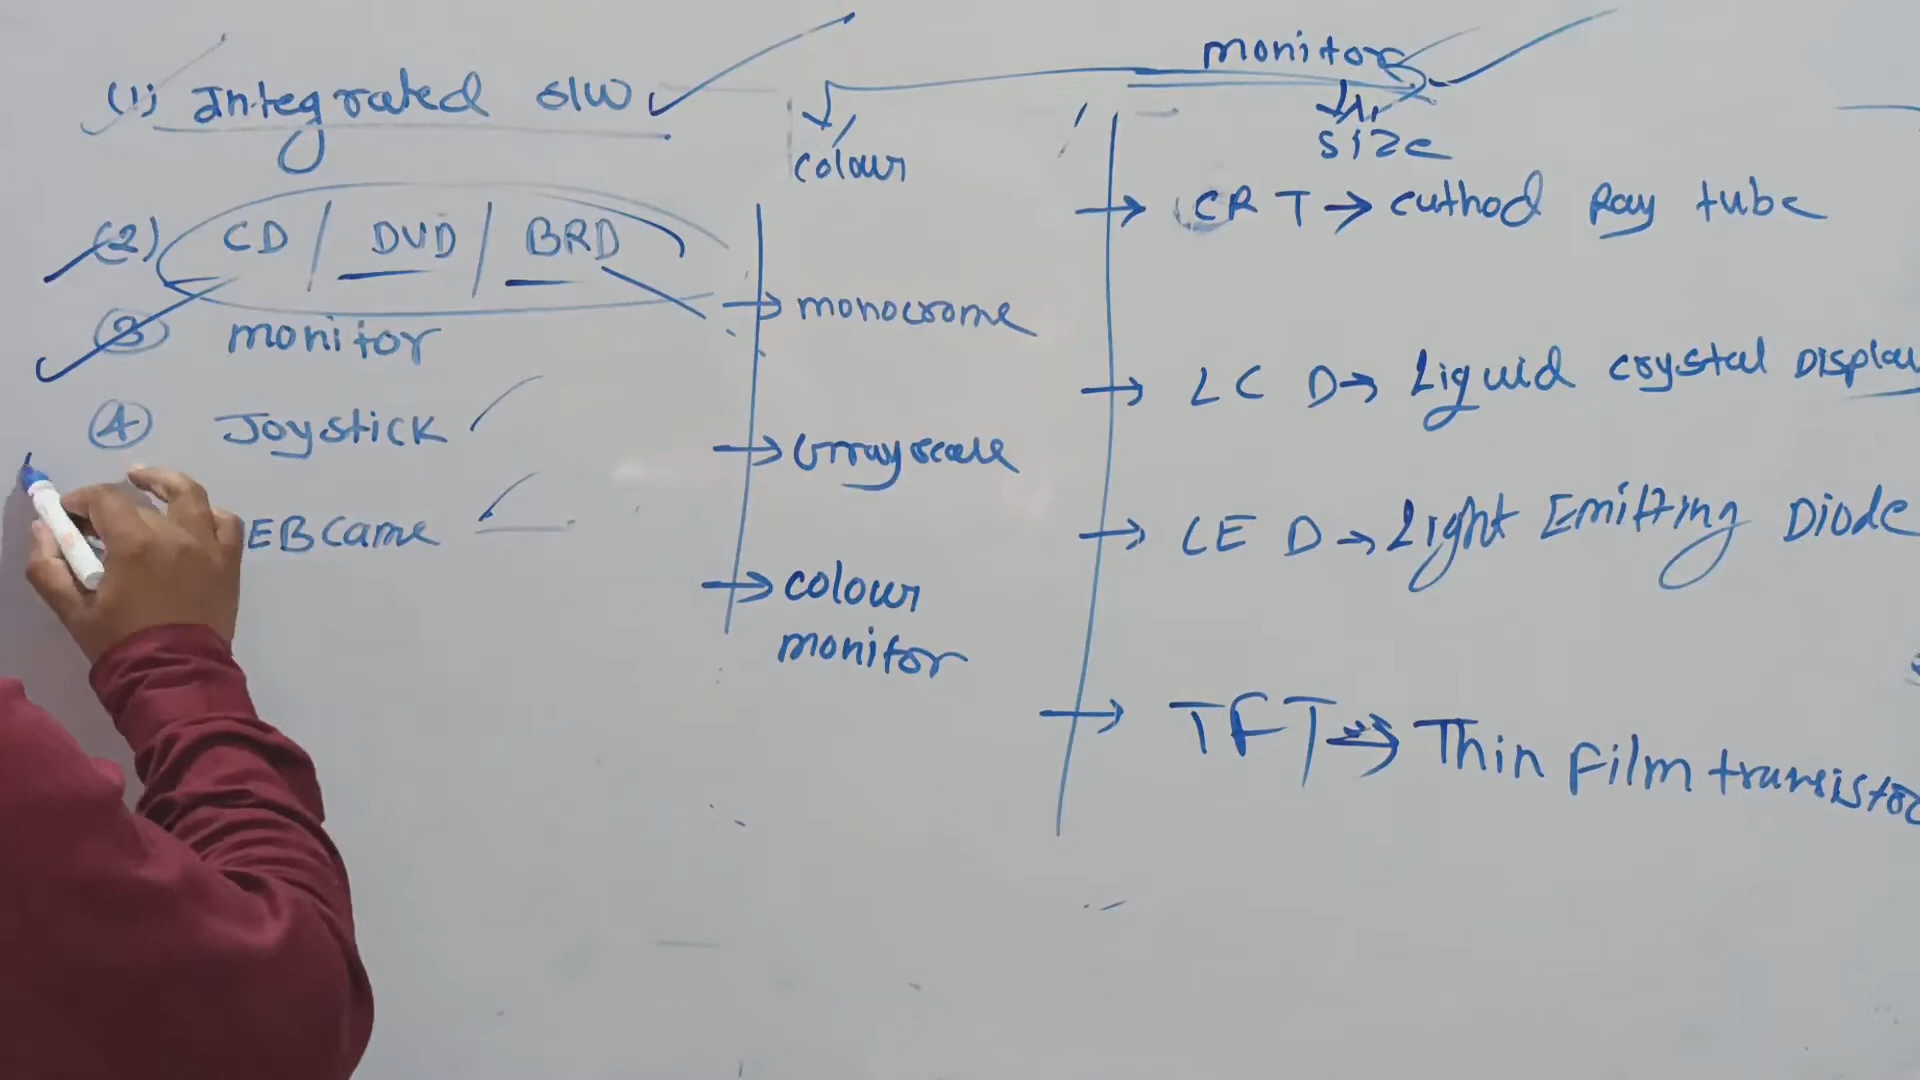 (1) Integrated S/W
(2) CD / DVD / BRD
(3) monitor
(4) Joystick
EBCame
monitor
colour
size
monocrome
Grayscale
colour
monitor
CRT → Cuthod Ray tube
LCD → Liquid crystal Display
LED → Light Emitting Diode
TFT → Thin Film transistor